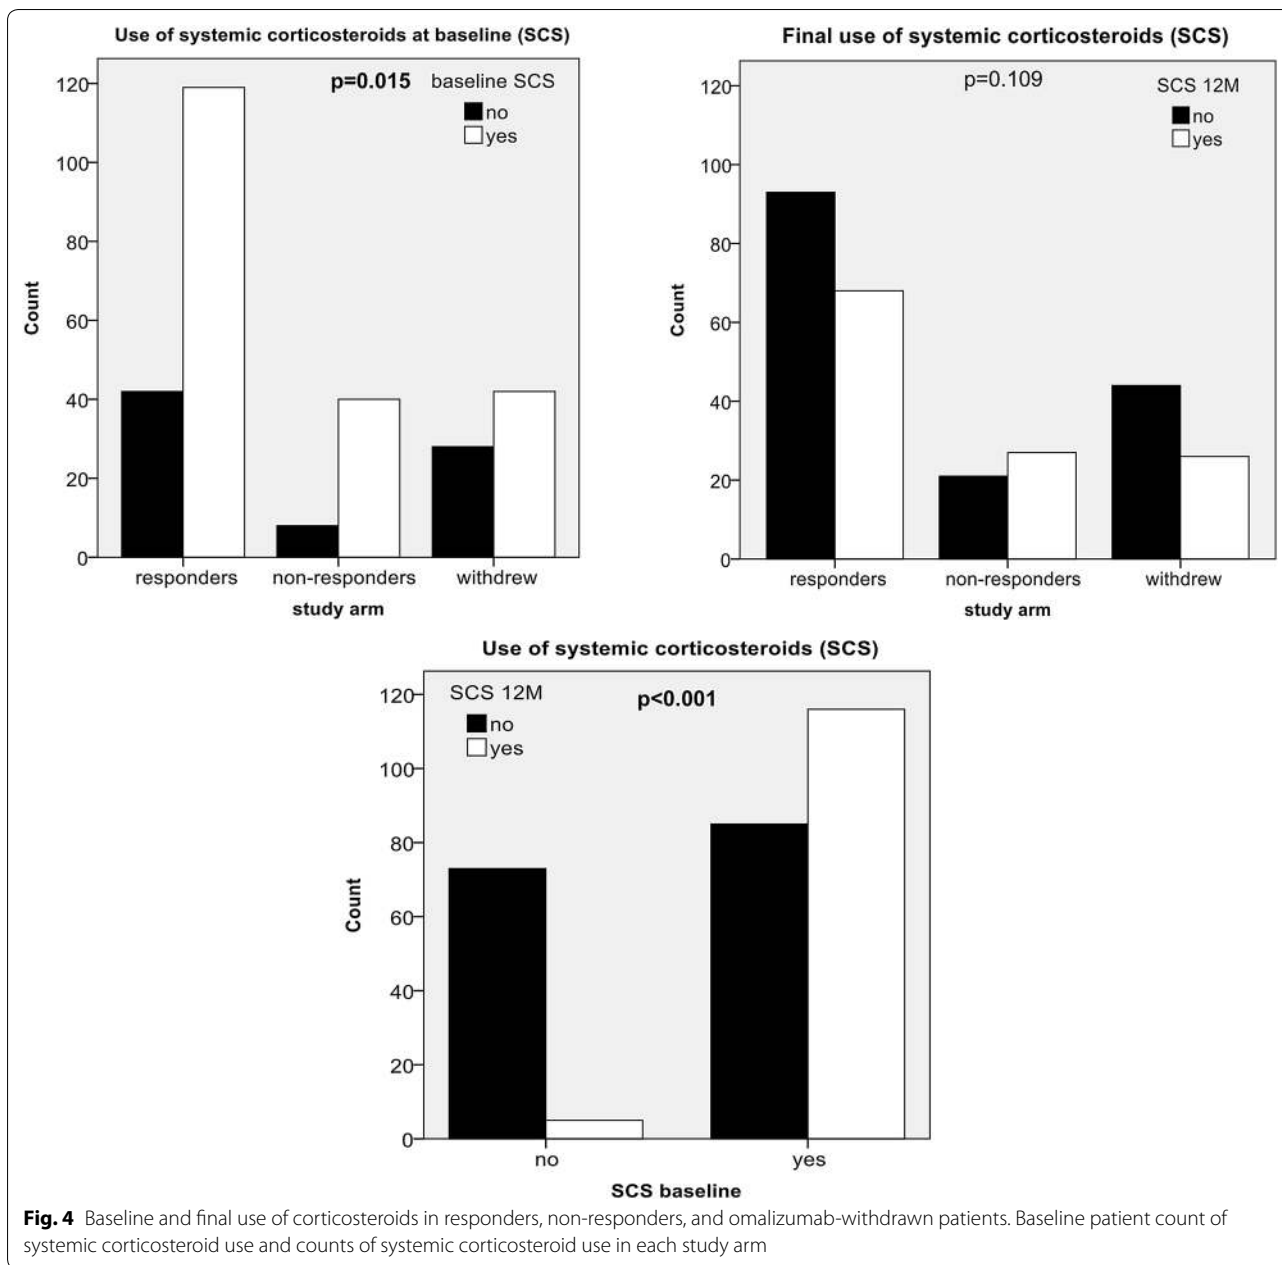 Use of systemic corticosteroids at baseline (SCS)
p=0.015
baseline SCS
no
yes
120
100
80
60
40
20
0
Count
responders
non-responders
withdrew
study arm
Final use of systemic corticosteroids (SCS)
p=0.109
SCS 12M
no
yes
120
100
80
60
40
20
0
Count
responders
non-responders
withdrew
study arm
Use of systemic corticosteroids (SCS)
SCS 12M
p<0.001
no
yes
120
100
80
60
40
20
0
Count
no
yes
SCS baseline
Fig. 4 Baseline and final use of corticosteroids in responders, non-responders, and omalizumab-withdrawn patients. Baseline patient count of
systemic corticosteroid use and counts of systemic corticosteroid use in each study arm